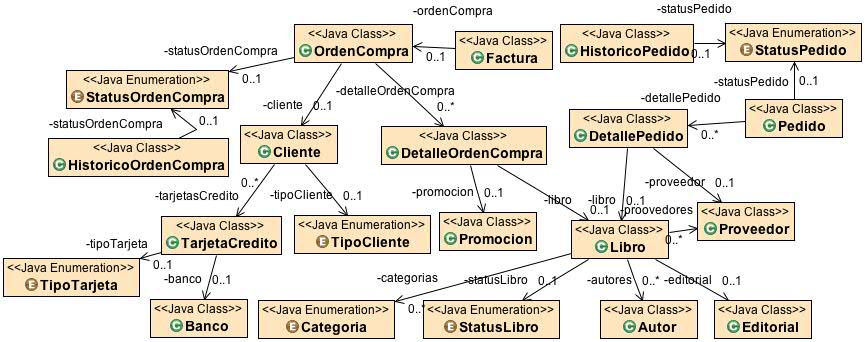 -ordenCompra
-statusPedido
<<Java Class>>
OrdenCompra
<<Java Class>>
Factura
<<Java Class>>
HistoricoPedido
<<Java Enumeration>>
StatusPedido
0..1
0..1
-statusOrdenCompra
0..1
<<Java Enumeration>>
StatusOrdenCompra
0..1
-statusOrdenCompra
<<Java Class>>
HistoricoOrdenCompra
-cliente
0..1
-detalleOrdenCompra
0..*
-statusPedido
0..1
-detallePedido
0..*
<<Java Class>>
Pedido
<<Java Class>>
Cliente
<<Java Class>>
DetalleOrdenCompra
<<Java Class>>
DetallePedido
0..*
-tarjetasCredito
-tipoCliente
0..1
-promocion
0..1
-libro
0..1
-libro
0..1
-proveedor
0..1
-proovedores
0..*
<<Java Class>>
TarjetaCredito
<<Java Enumeration>>
TipoCliente
<<Java Class>>
Promocion
<<Java Class>>
Libro
<<Java Class>>
Proveedor
-tipoTarjeta
0..1
<<Java Enumeration>>
TipoTarjeta
-banco
0..1
-categorias
0..*
-statusLibro
0..1
-autores
0..*
-editorial
0..1
<<Java Class>>
Banco
<<Java Enumeration>>
Categoria
<<Java Enumeration>>
StatusLibro
<<Java Class>>
Autor
<<Java Class>>
Editorial